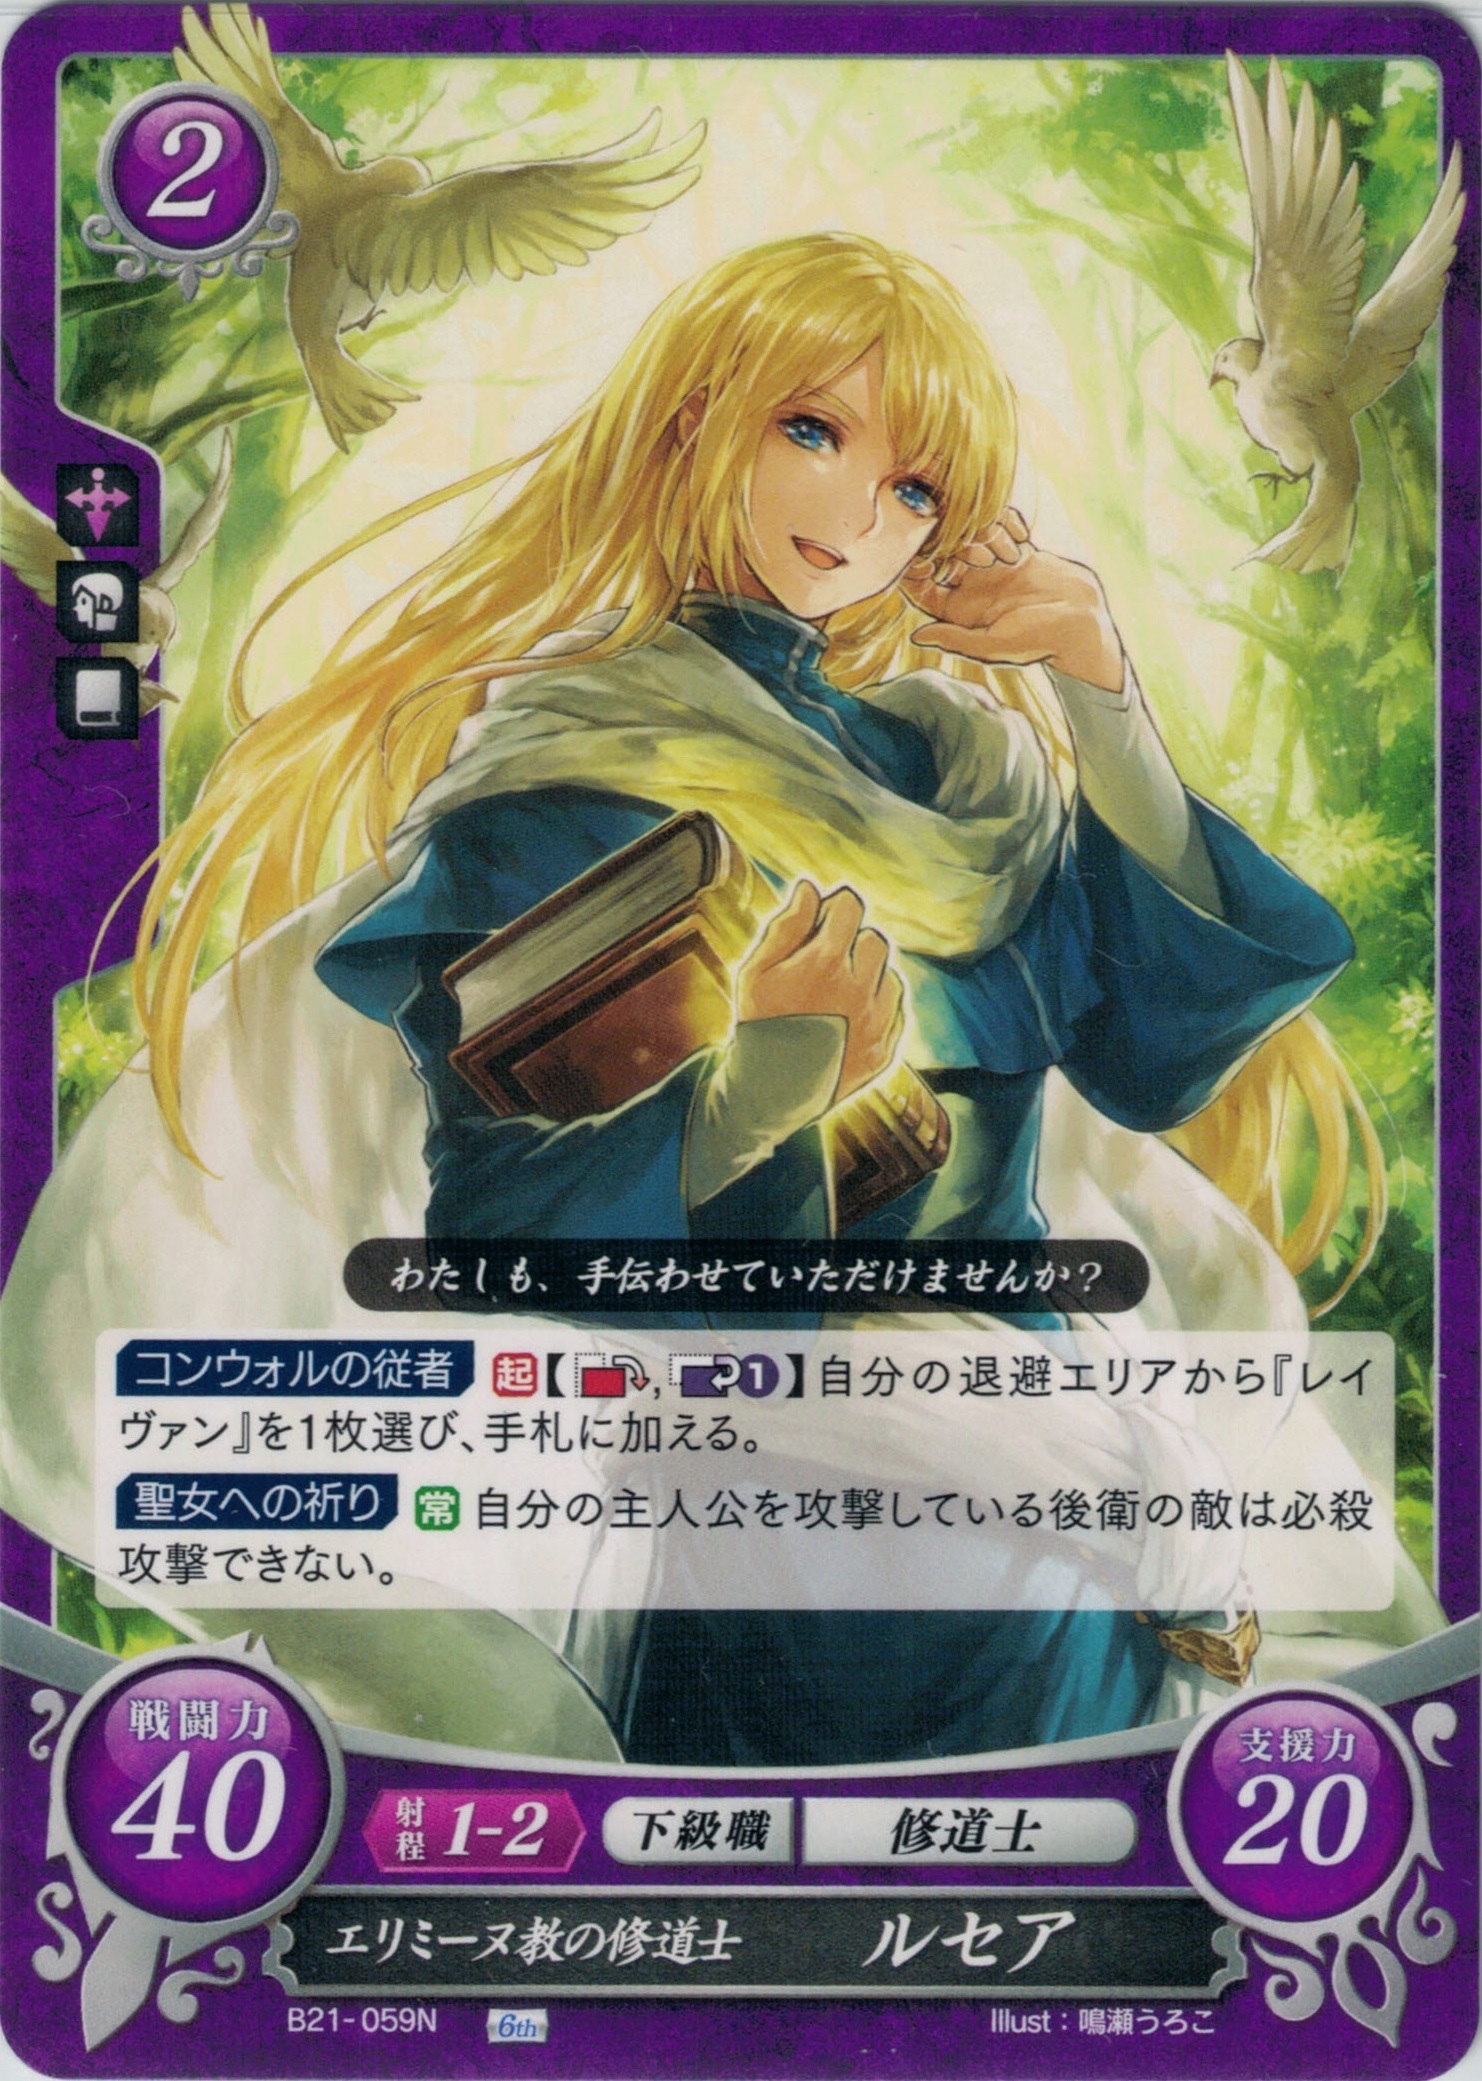 2
わたしも、手伝わせていただけませんか？
コンウォルの従者 起【 , 1】自分の退避エリアから『レイ
ヴァン』を1枚選び、手札に加える。
聖女への祈り 常 自分の主人公を攻撃している後衛の敵は必殺
攻撃できない。
戦闘力
40
射程 1-2 下級職 修道士
支援力
20
エリミーヌ教の修道士 ルセア
B21-059N 6th Illust：鳴瀬うろこ